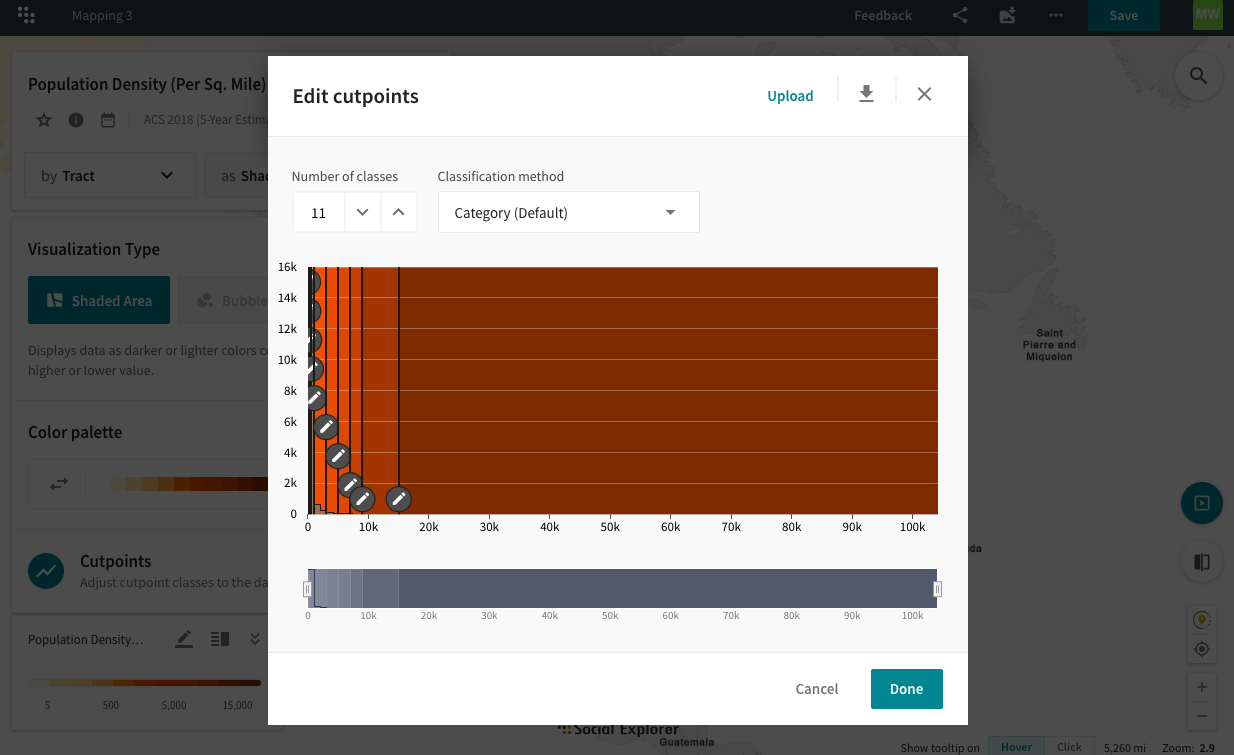 Mapping 3
Feedback
Save
MW
Population Density (Per Sq. Mile)
ACS 2018 (5-Year Estima
by Tract
as Shad
Visualization Type
Shaded Area
Bubble
Displays data as darker or lighter colors
higher or lower value.
Color palette
Cutpoints
Adjust cutpoint classes to the da
Population Density...
5 500 5,000 15,000
Edit cutpoints
Upload
Number of classes
Classification method
11
Category (Default)
16k
14k
12k
10k
8k
6k
4k
2k
0
0 10k 20k 30k 40k 50k 60k 70k 80k 90k 100k
0 10k 20k 30k 40k 50k 60k 70k 80k 90k 100k
Cancel
Done
Saint
Pierre and
Miquelon
da
Social Explorer
Guatemala
Show tooltip on Hover Click 5,260 mi Zoom: 2.9